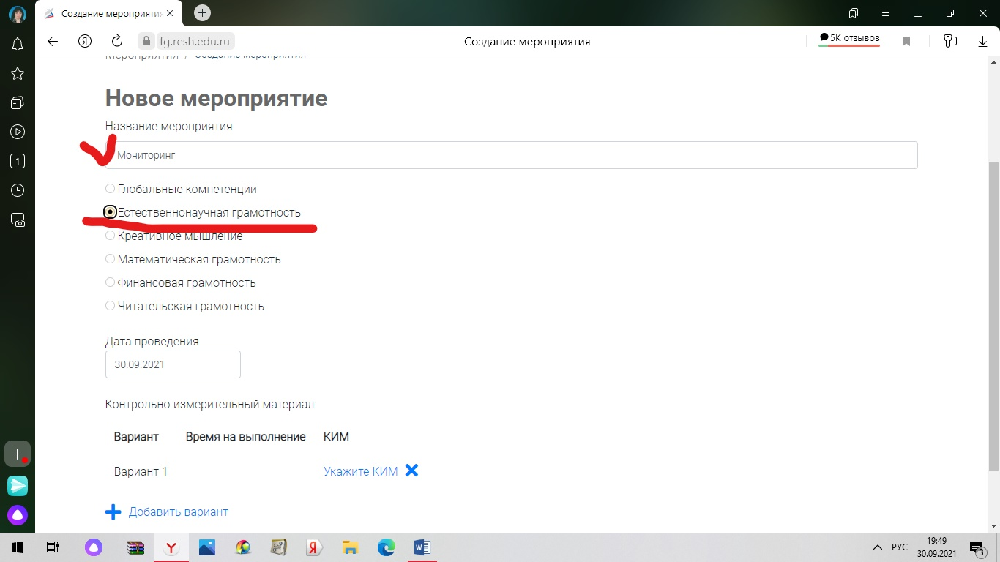 Создание мероприятия
fg.resh.edu.ru
Создание мероприятия
5К отзывов
Мероприятия / Создание мероприятия
Новое мероприятие
Название мероприятия
Мониторинг
Глобальные компетенции
Естественнонаучная грамотность
Креативное мышление
Математическая грамотность
Финансовая грамотность
Читательская грамотность
Дата проведения
30.09.2021
Контрольно-измерительный материал
Вариант Время на выполнение КИМ
Вариант 1 Укажите КИМ
Добавить вариант
1
РУС
19:49
30.09.2021
3